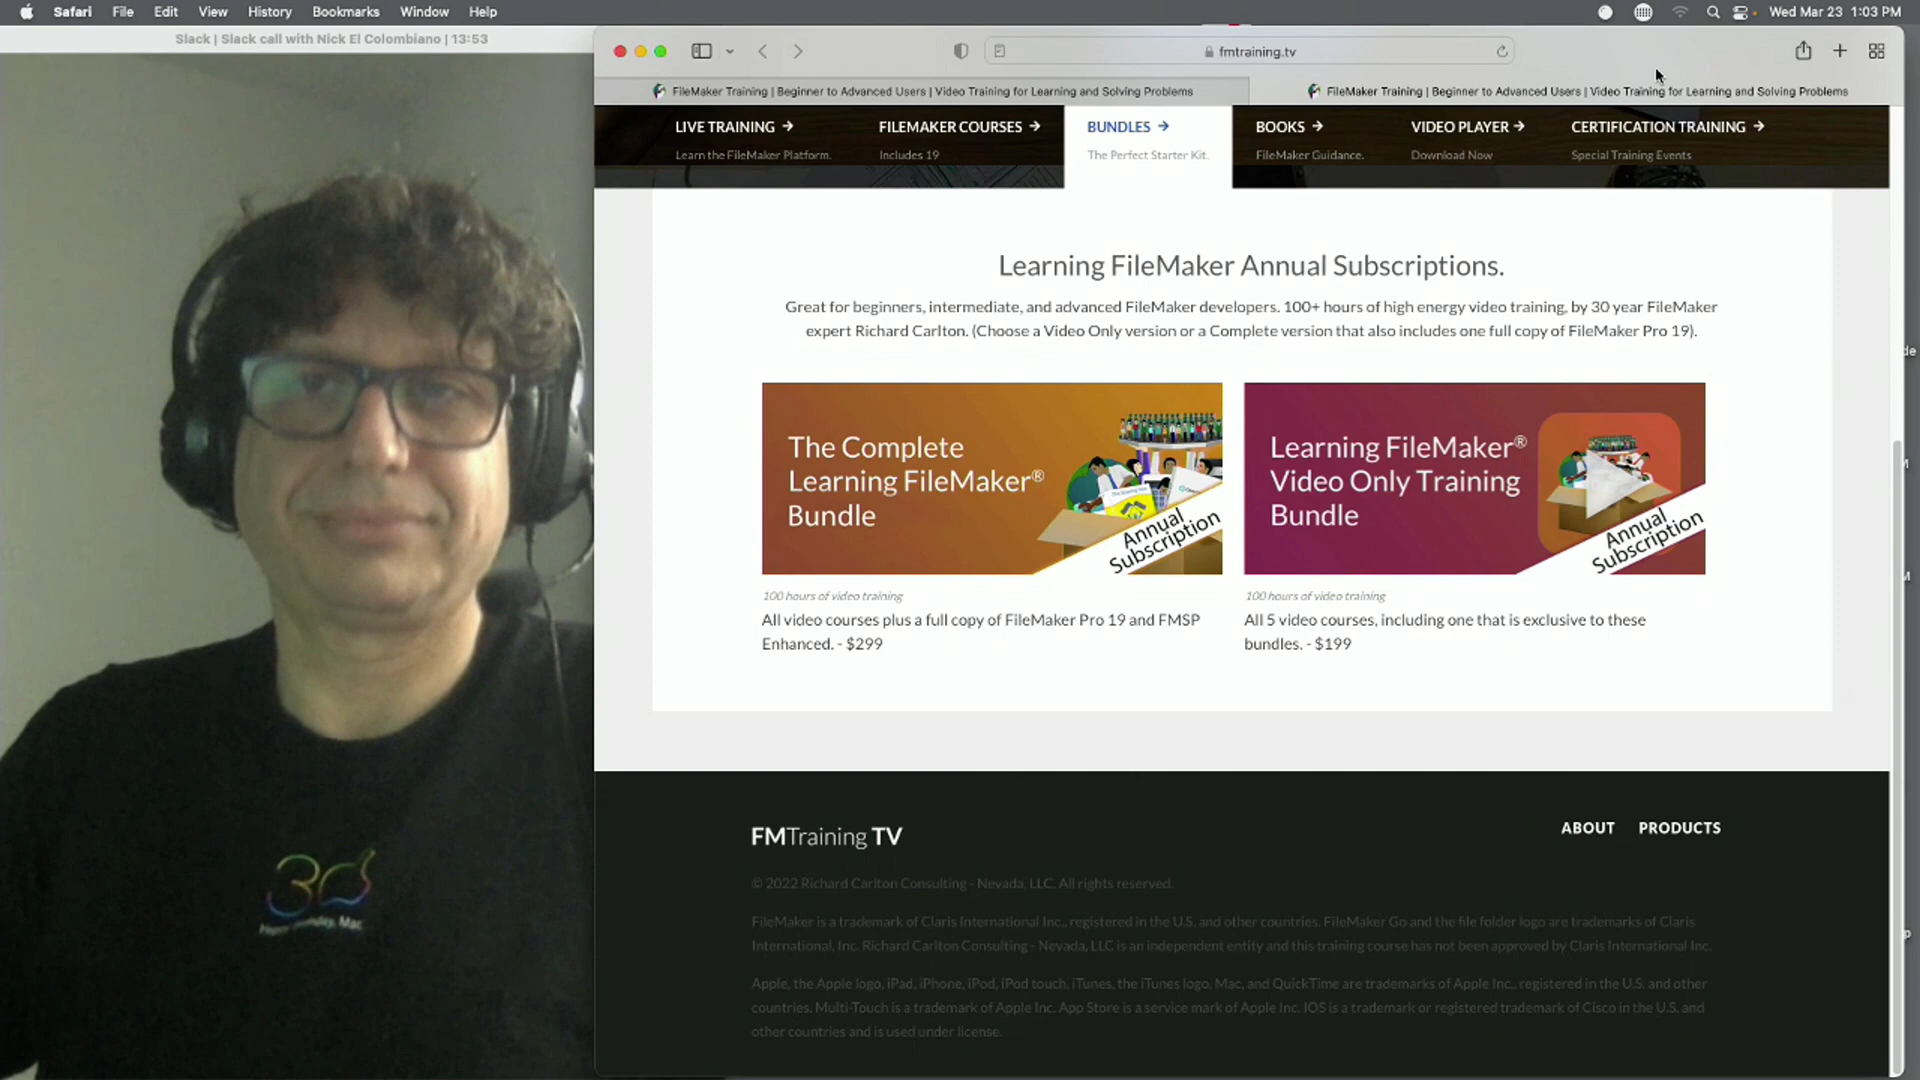 Safari File Edit View History Bookmarks Window Help
Wed Mar 23 1:03 PM
Slack | Slack call with Nick El Colombiano | 13:53
fmtraining.tv
FileMaker Training | Beginner to Advanced Users | Video Training for Learning and Solving Problems
FileMaker Training | Beginner to Advanced Users | Video Training for Learning and Solving Problems
LIVE TRAINING →
Learn the FileMaker Platform.
FILEMAKER COURSES →
Includes 19
BUNDLES →
The Perfect Starter Kit.
BOOKS →
FileMaker Guidance.
VIDEO PLAYER →
Download Now
CERTIFICATION TRAINING →
Special Training Events
Learning FileMaker Annual Subscriptions.
Great for beginners, intermediate, and advanced FileMaker developers. 100+ hours of high energy video training, by 30 year FileMaker
expert Richard Carlton. (Choose a Video Only version or a Complete version that also includes one full copy of FileMaker Pro 19).
The Complete
Learning FileMaker®
Bundle
Annual
Subscription
100 hours of video training
All video courses plus a full copy of FileMaker Pro 19 and FMSP
Enhanced. - $299
Learning FileMaker®
Video Only Training
Bundle
Annual
Subscription
100 hours of video training
All 5 video courses, including one that is exclusive to these
bundles. - $199
FMTraining TV
ABOUT PRODUCTS
© 2022 Richard Carlton Consulting - Nevada, LLC. All rights reserved.
FileMaker is a trademark of Claris International Inc., registered in the U.S. and other countries. FileMaker Go and the file folder logo are trademarks of Claris
International, Inc. Richard Carlton Consulting - Nevada, LLC is an independent entity and this training course has not been approved by Claris International Inc.
Apple, the Apple logo, iPad, iPhone, iPod, iPod touch, iTunes, the iTunes logo, Mac, and QuickTime are trademarks of Apple Inc., registered in the U.S. and other
countries. Multi-Touch is a trademark of Apple Inc. App Store is a service mark of Apple Inc. IOS is a trademark or registered trademark of Cisco in the U.S. and
other countries and is used under license.
30
Mac